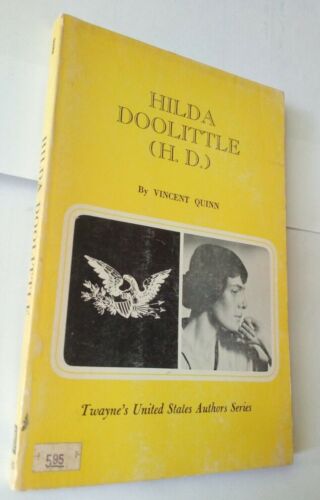 HILDA
DOOLITTLE
(H. D.)
By VINCENT QUINN
Twayne's United States Authors Series
HILDA DOOLITTLE
5.95